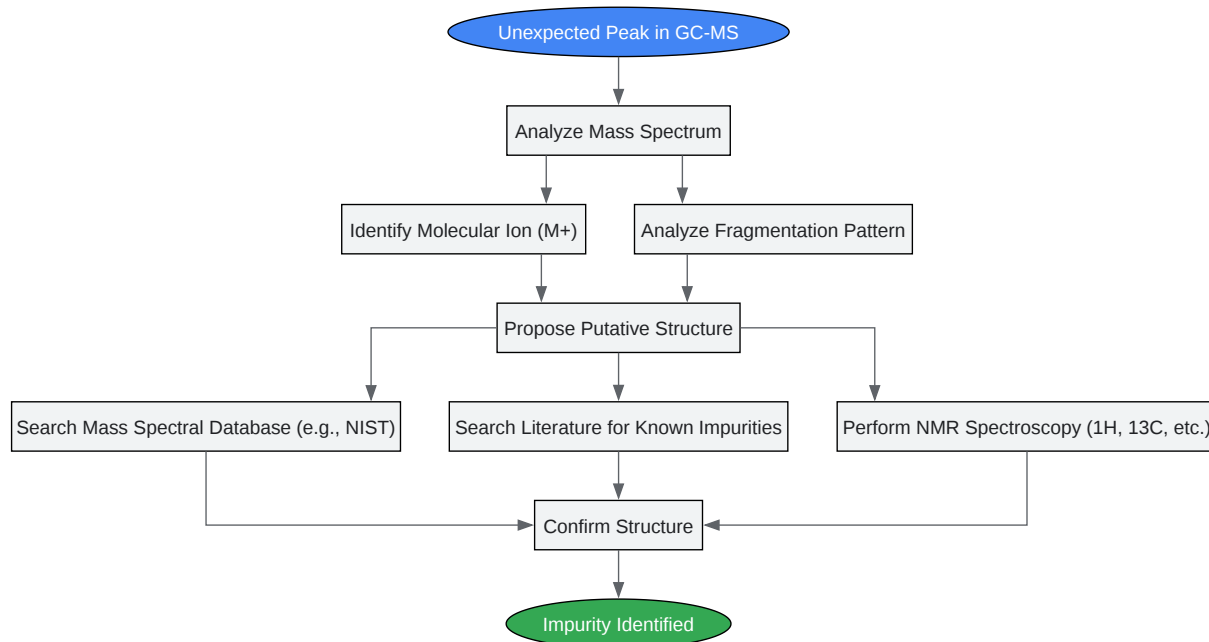 Unexpected Peak in GC-MS
Analyze Mass Spectrum
Identify Molecular Ion (M+)
Analyze Fragmentation Pattern
Propose Putative Structure
Search Mass Spectral Database (e.g., NIST)
Search Literature for Known Impurities
Perform NMR Spectroscopy (1H, 13C, etc.)
Confirm Structure
Impurity Identified